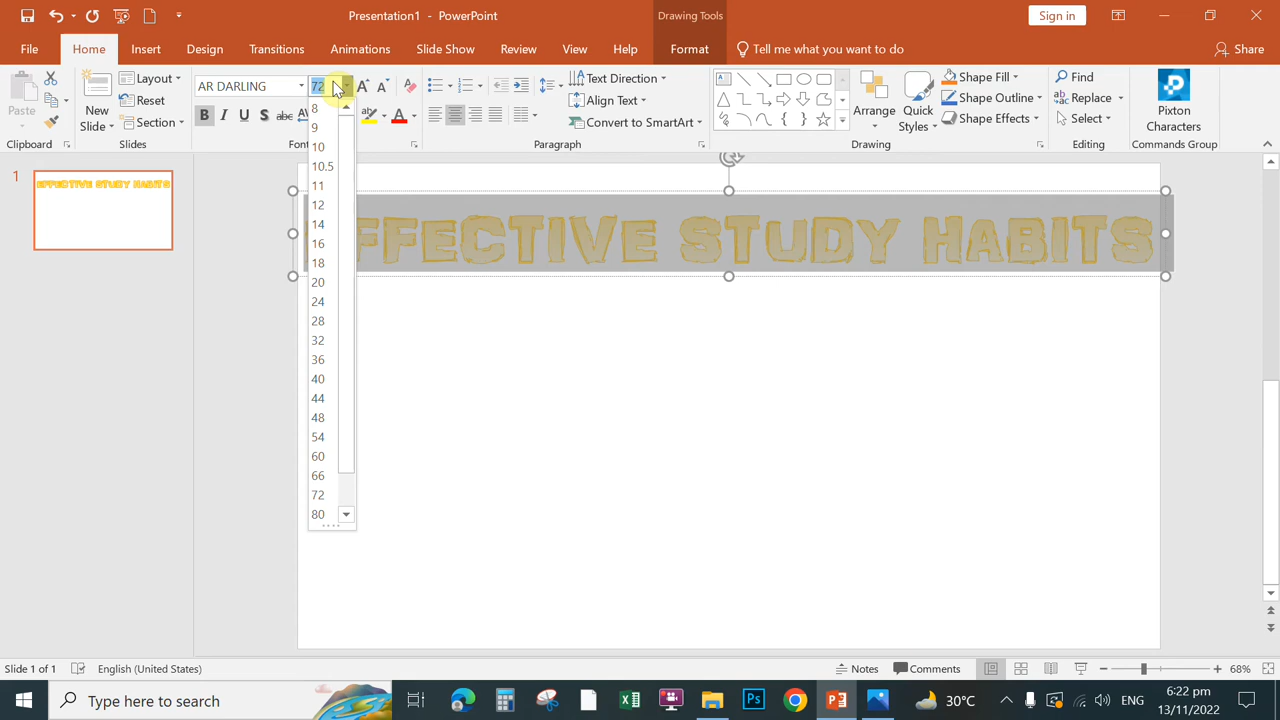 Presentation1 - PowerPoint
Drawing Tools
Sign in
File
Home
Insert
Design
Transitions
Animations
Slide Show
Review
View
Help
Format
Tell me what you want to do
Share
Paste
Clipboard
New
Slide
Layout
Reset
Section
Slides
AR DARLING
72
A
A
B
I
U
S
abc
A
Font
Text Direction
Align Text
Convert to SmartArt
Paragraph
Arrange
Quick
Styles
Shape Fill
Shape Outline
Shape Effects
Drawing
Find
Replace
Select
Editing
Pixton
Characters
Commands Group
8
9
10
10.5
11
12
14
16
18
20
24
28
32
36
40
44
48
54
60
66
72
80
1
EFFECTIVE STUDY HABITS
EFFECTIVE STUDY HABITS
Slide 1 of 1
English (United States)
Notes
Comments
68%
Type here to search
Ps
30°C
ENG
6:22 pm
13/11/2022